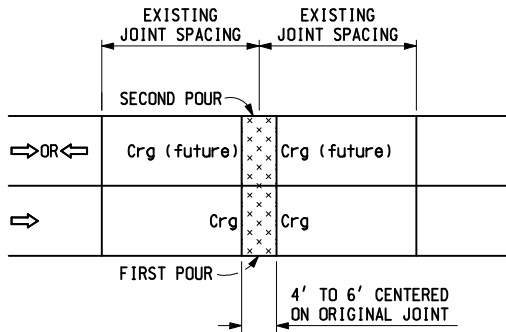 EXISTING
JOINT SPACING
EXISTING
JOINT SPACING
SECOND POUR
OR
Crg (future)
Crg (future)
Crg
Crg
FIRST POUR
4' TO 6' CENTERED
ON ORIGINAL JOINT